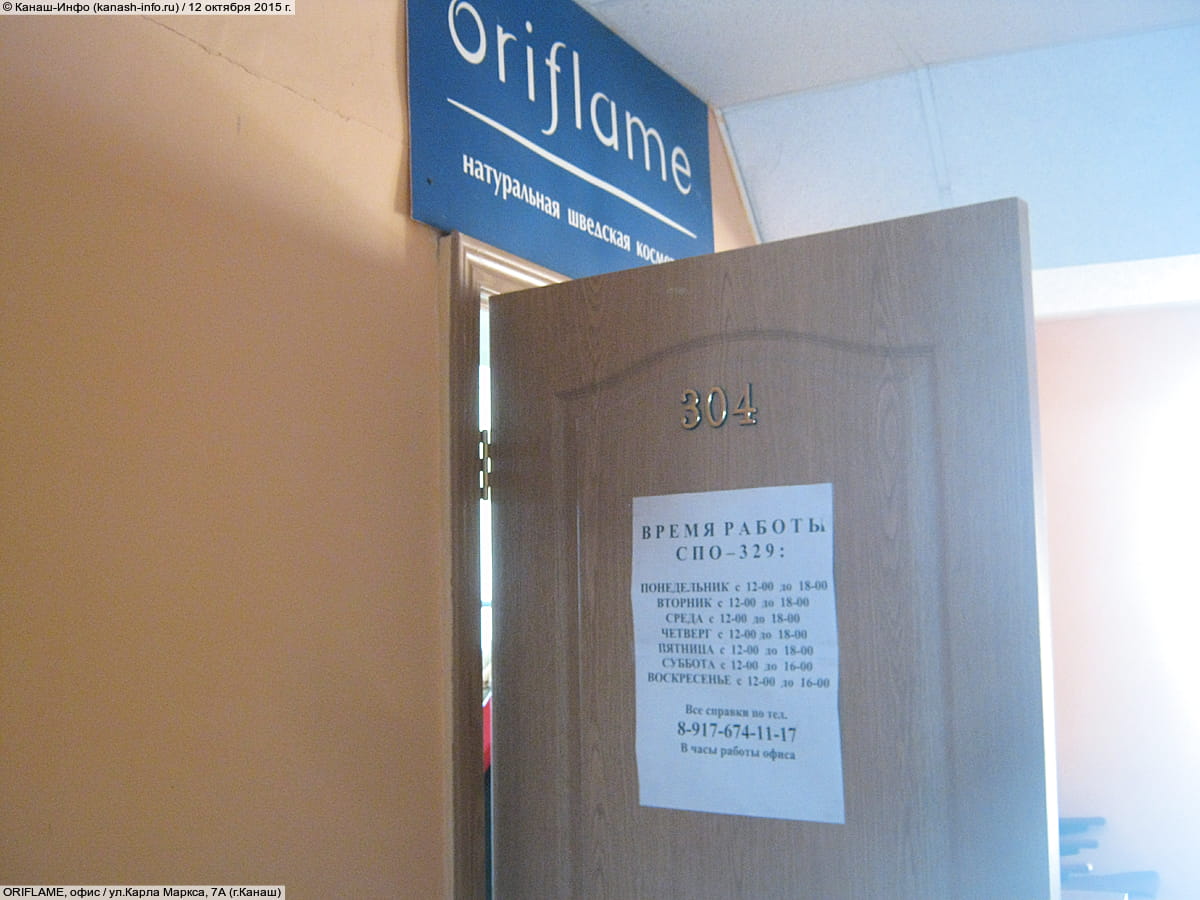 © Канаш-Инфо (kanash-info.ru) / 12 октября 2015 г.
Oriflame
натуральная шведская
304
ВРЕМЯ РАБОТЫ
СПО–329:
ПОНЕДЕЛЬНИК с 12-00 до 18-00
ВТОРНИК с 12-00 до 18-00
СРЕДА с 12-00 до 18-00
ЧЕТВЕРГ с 12-00 до 18-00
ПЯТНИЦА с 12-00 до 18-00
СУББОТА с 12-00 до 16-00
ВОСКРЕСЕНЬЕ с 12-00 до 16-00
Все справки по тел.
8-917-674-11-17
В часы работы офиса
ORIFLAME, офис / ул.Карла Маркса, 7А (г.Канаш)